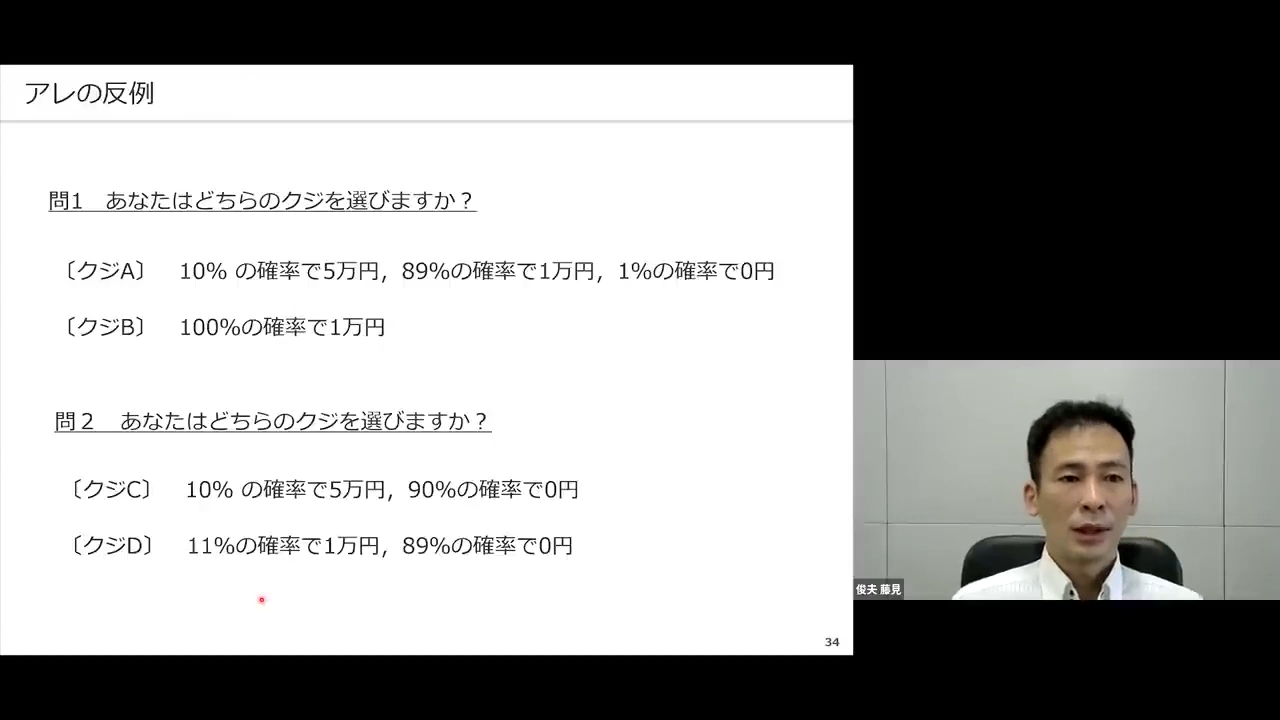 アレの反例
問1 あなたはどちらのクジを選びますか？
〔クジA〕 10% の確率で5万円，89%の確率で1万円，1%の確率で0円
〔クジB〕 100%の確率で1万円
問２ あなたはどちらのクジを選びますか？
〔クジC〕 10% の確率で5万円，90%の確率で0円
〔クジD〕 11%の確率で1万円，89%の確率で0円
34
俊夫 藤見